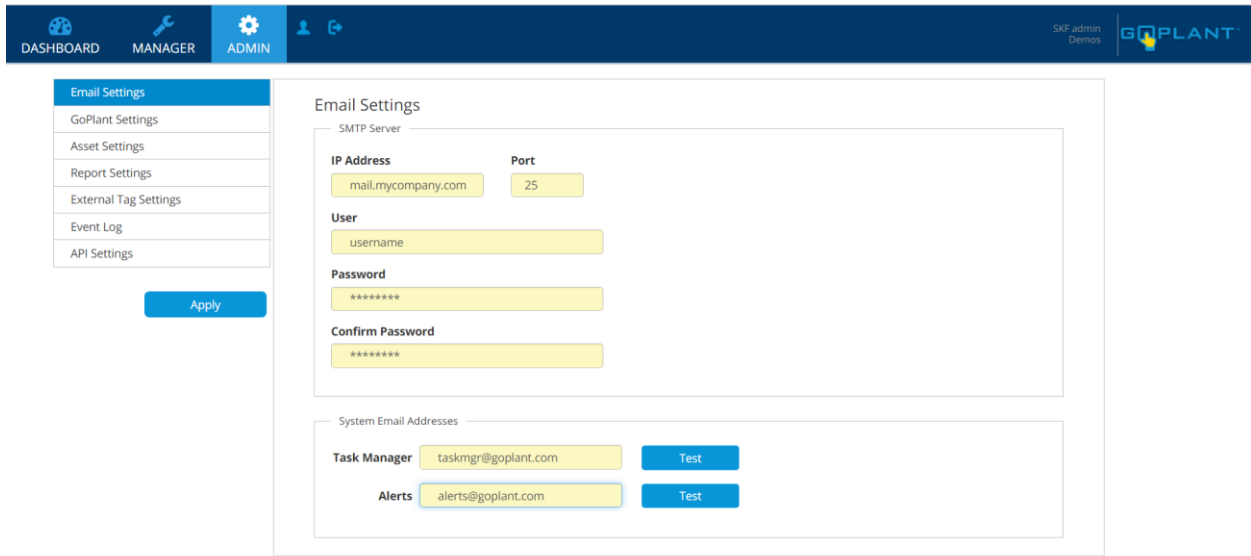 DASHBOARD MANAGER ADMIN
SKF admin
Demos
GOPLANT
Email Settings
GoPlant Settings
Asset Settings
Report Settings
External Tag Settings
Event Log
API Settings
Apply
Email Settings
SMTP Server
IP Address Port
mail.mycompany.com 25
User
username
Password
********
Confirm Password
********
System Email Addresses
Task Manager taskmgr@goplant.com Test
Alerts alerts@goplant.com Test